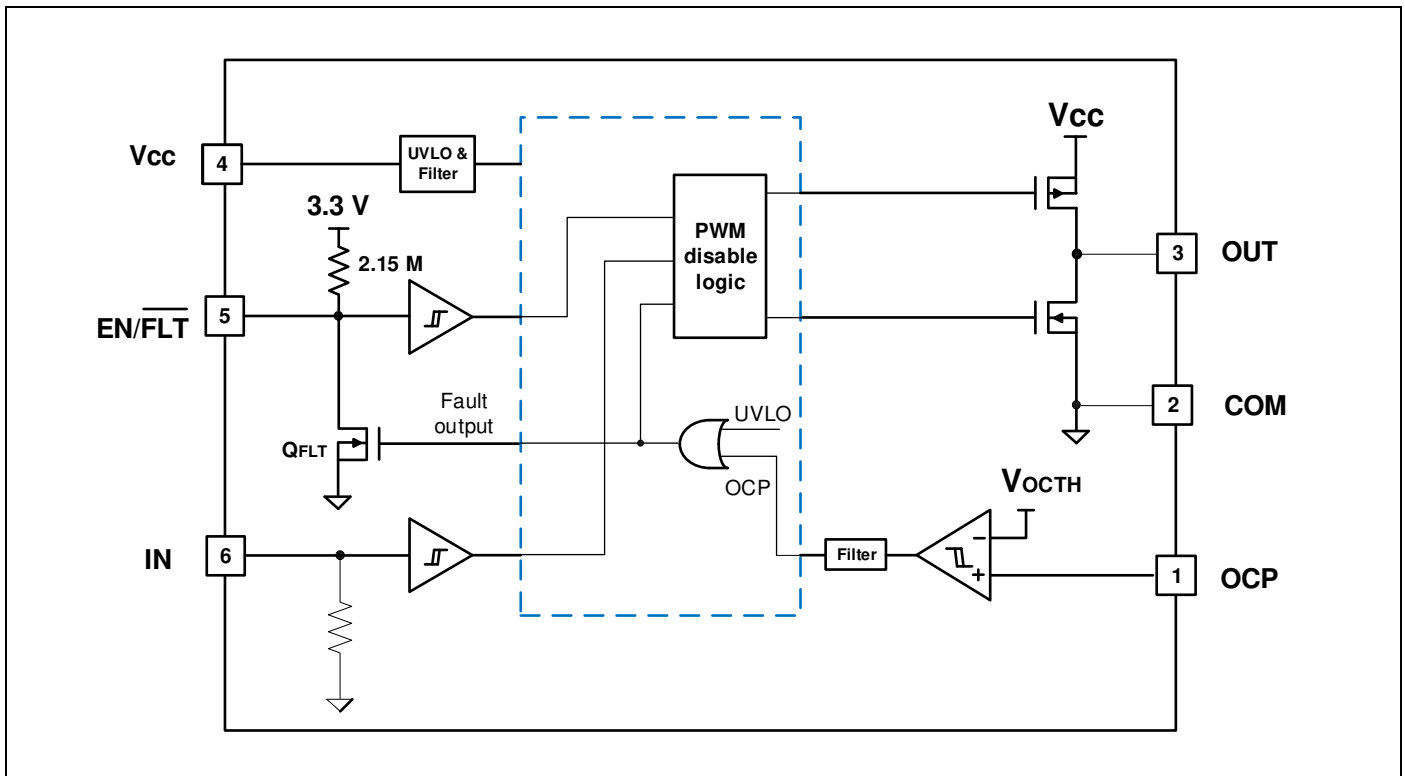 Vcc
4
UVLO &
Filter
3.3 V
2.15 M
5
EN/FLT
Fault
output
QFLT
IN
6
PWM
disable
logic
UVLO
OCP
Filter
VOCTH
-
+
Vcc
3
OUT
2
COM
1
OCP